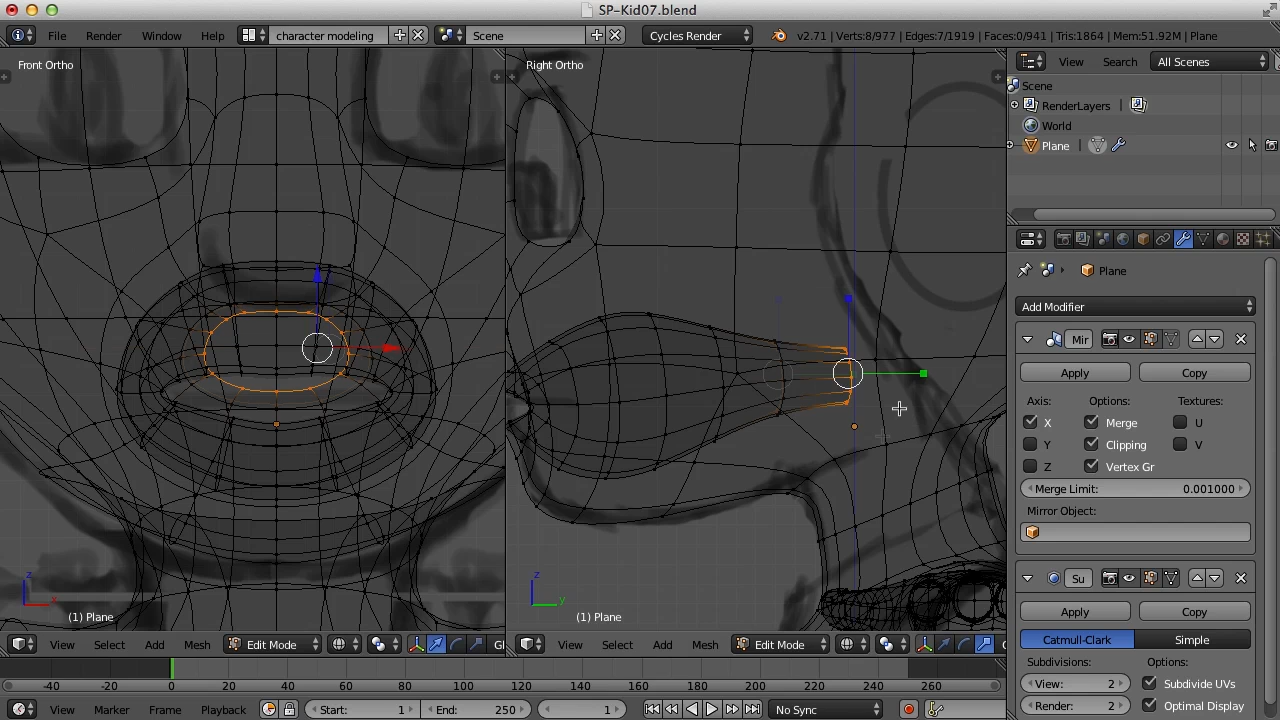 SP-Kid07.blend
File Render Window Help character modeling Scene Cycles Render v2.71 | Verts:8/977 | Edges:7/1919 | Faces:0/941 | Tris:1864 | Mem:51.92M | Plane
Front Ortho
Right Ortho
View Search All Scenes
Scene
RenderLayers
World
Plane
Plane
Add Modifier
Mir
Apply Copy
Axis: Options: Textures:
X Merge U
Y Clipping V
Z Vertex Gr
Merge Limit: 0.001000
Mirror Object:
z
x
(1) Plane
z
y
(1) Plane
Su
Apply Copy
Catmull-Clark Simple
Subdivisions: Options:
View: 2 Subdivide UVs
Render: 2 Optimal Display
View Select Add Mesh Edit Mode Gl
View Select Add Mesh Edit Mode
-40 -20 0 20 40 60 80 100 120 140 160 180 200 220 240 260
View Marker Frame Playback Start: 1 End: 250 1 No Sync